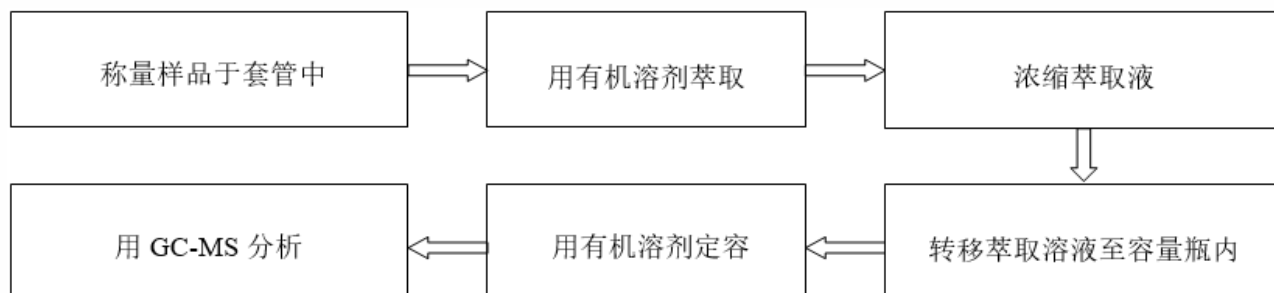 称量样品于套管中
用有机溶剂萃取
浓缩萃取液
转移萃取溶液至容量瓶内
用有机溶剂定容
用 GC-MS 分析